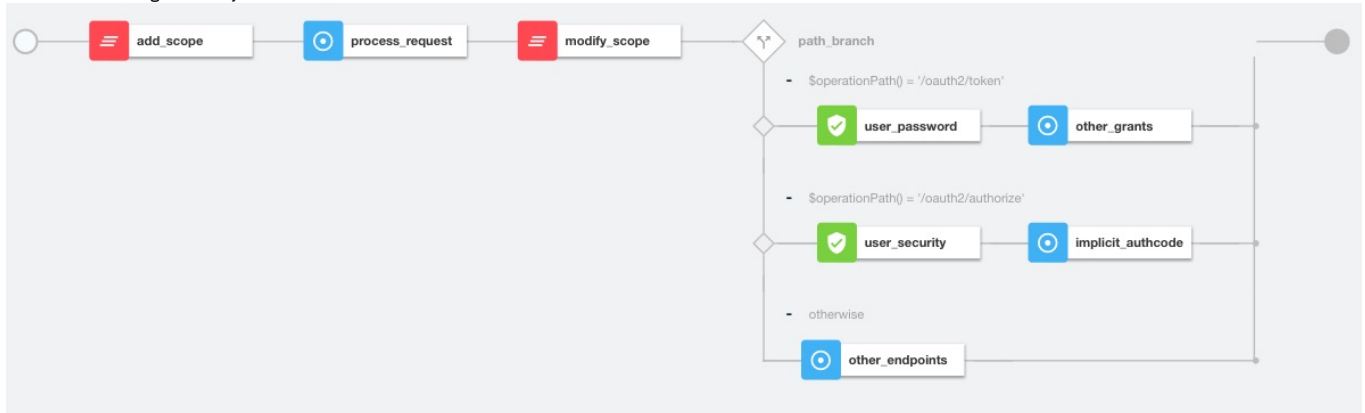 add_scope
process_request
modify_scope
path_branch
- $operationPath() = '/oauth2/token'
user_password
other_grants
- $operationPath() = '/oauth2/authorize'
user_security
implicit_authcode
- otherwise
other_endpoints